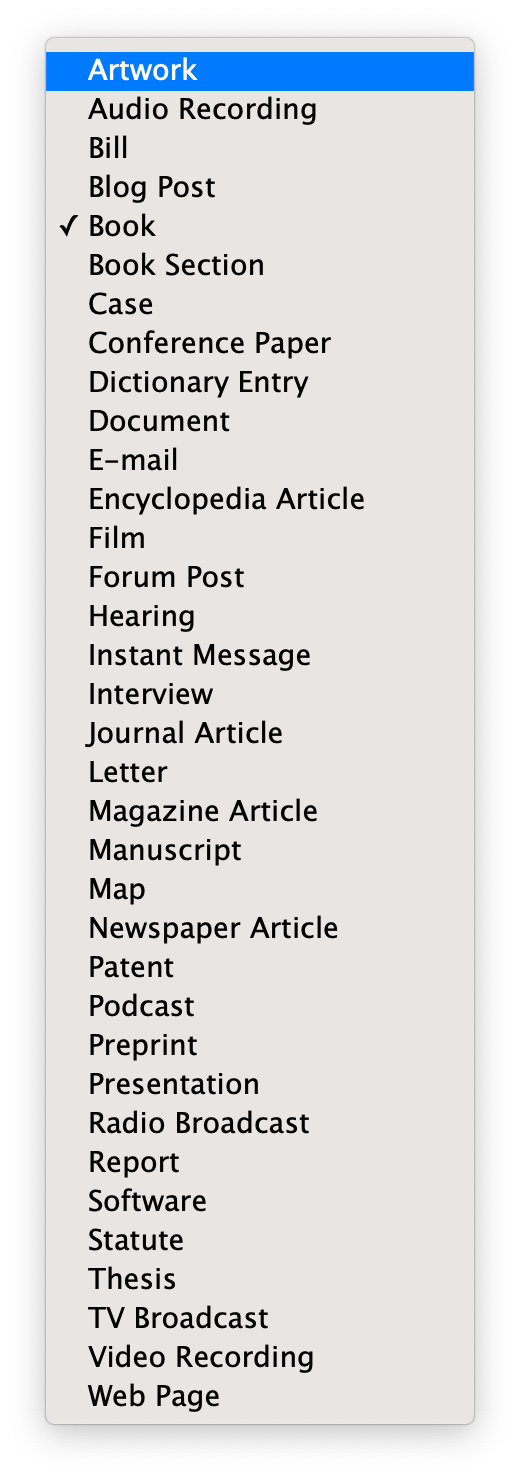 Artwork
Audio Recording
Bill
Blog Post
✓ Book
Book Section
Case
Conference Paper
Dictionary Entry
Document
E-mail
Encyclopedia Article
Film
Forum Post
Hearing
Instant Message
Interview
Journal Article
Letter
Magazine Article
Manuscript
Map
Newspaper Article
Patent
Podcast
Preprint
Presentation
Radio Broadcast
Report
Software
Statute
Thesis
TV Broadcast
Video Recording
Web Page